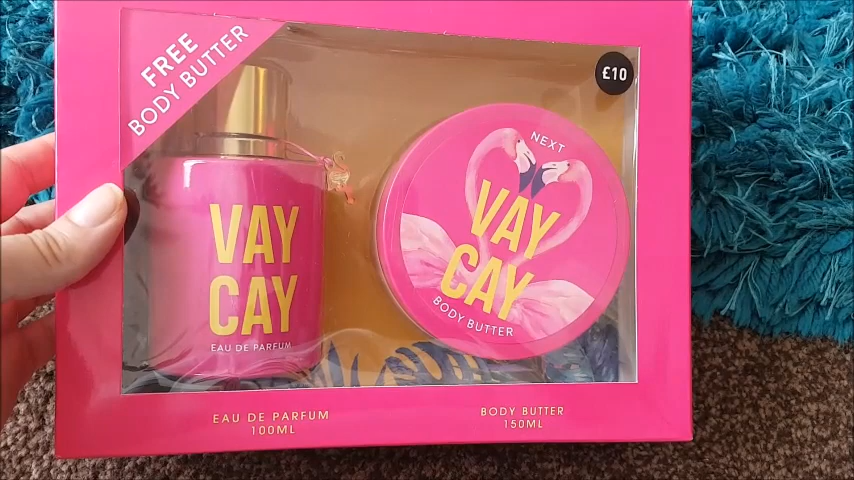 FREE
BODY BUTTER
£10
VAY
CAY
EAU DE PARFUM
NEXT
VAY
CAY
BODY BUTTER
EAU DE PARFUM
100ML
BODY BUTTER
150ML